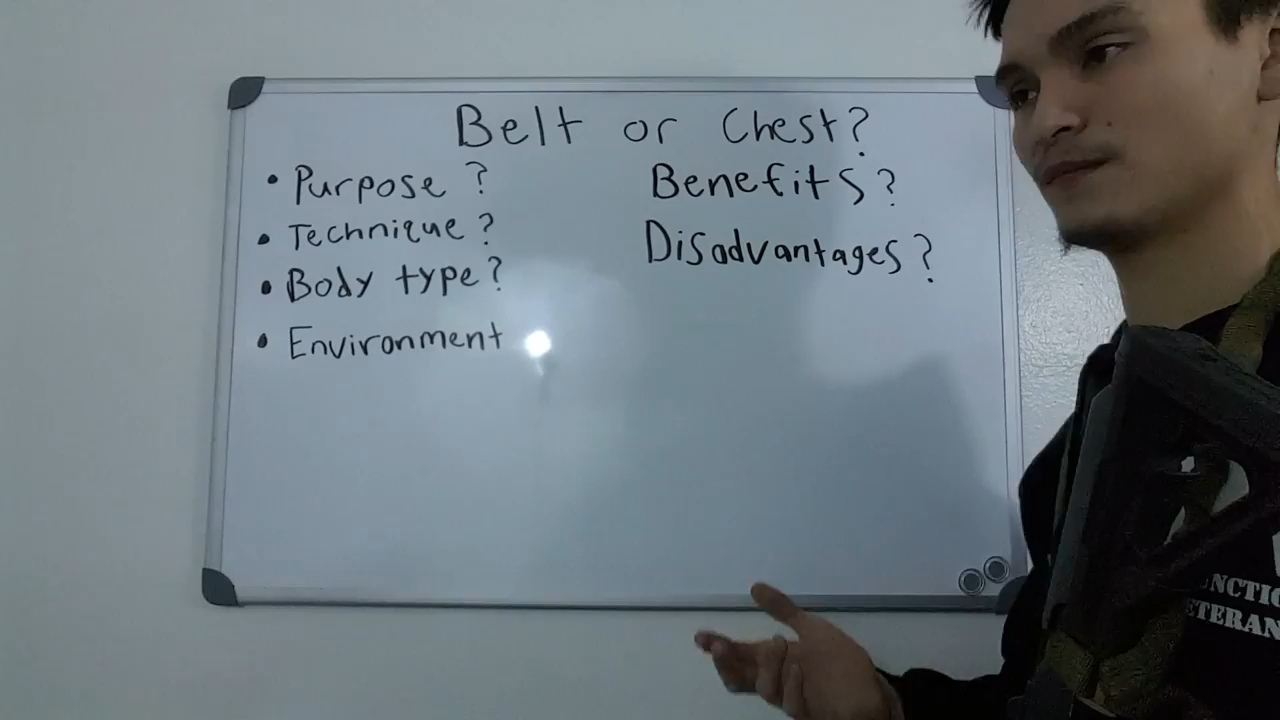 Belt or Chest?
• Purpose?
• Technique?
• Body type?
• Environment
Benefits?
Disadvantages?